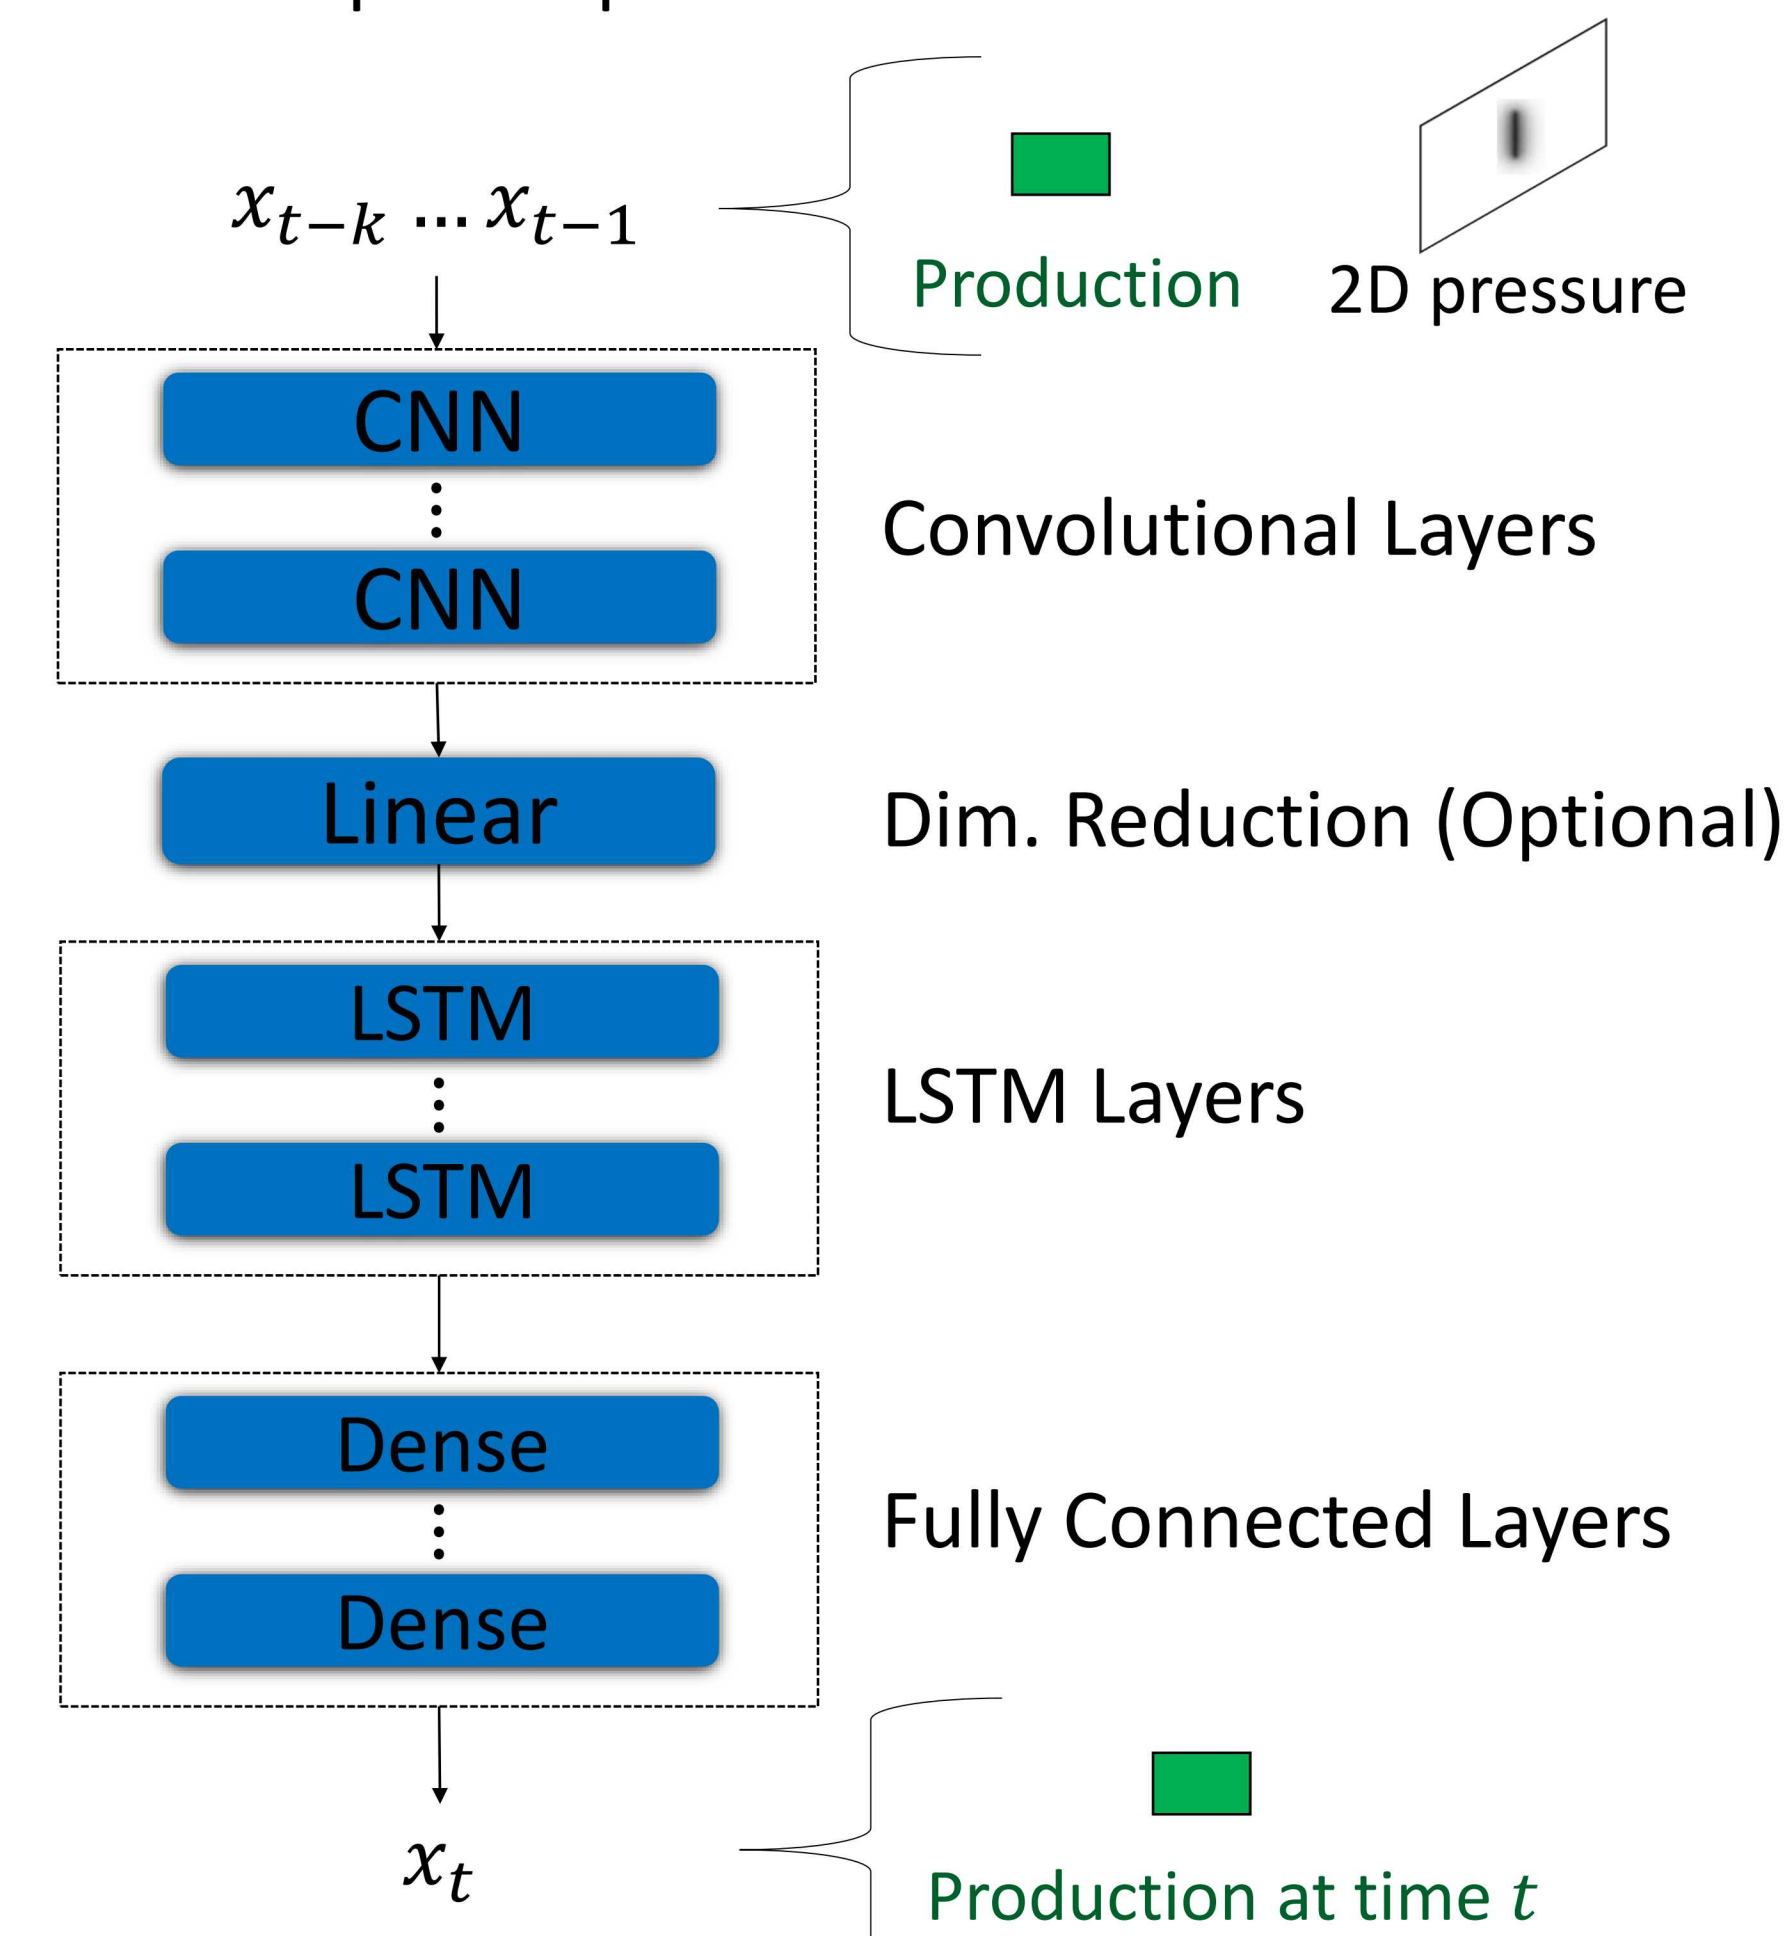 x_{t-k} ... x_{t-1}
Production
2D pressure
CNN
CNN
Convolutional Layers
Linear
Dim. Reduction (Optional)
LSTM
LSTM
LSTM Layers
Dense
Dense
Fully Connected Layers
x_t
Production at time t